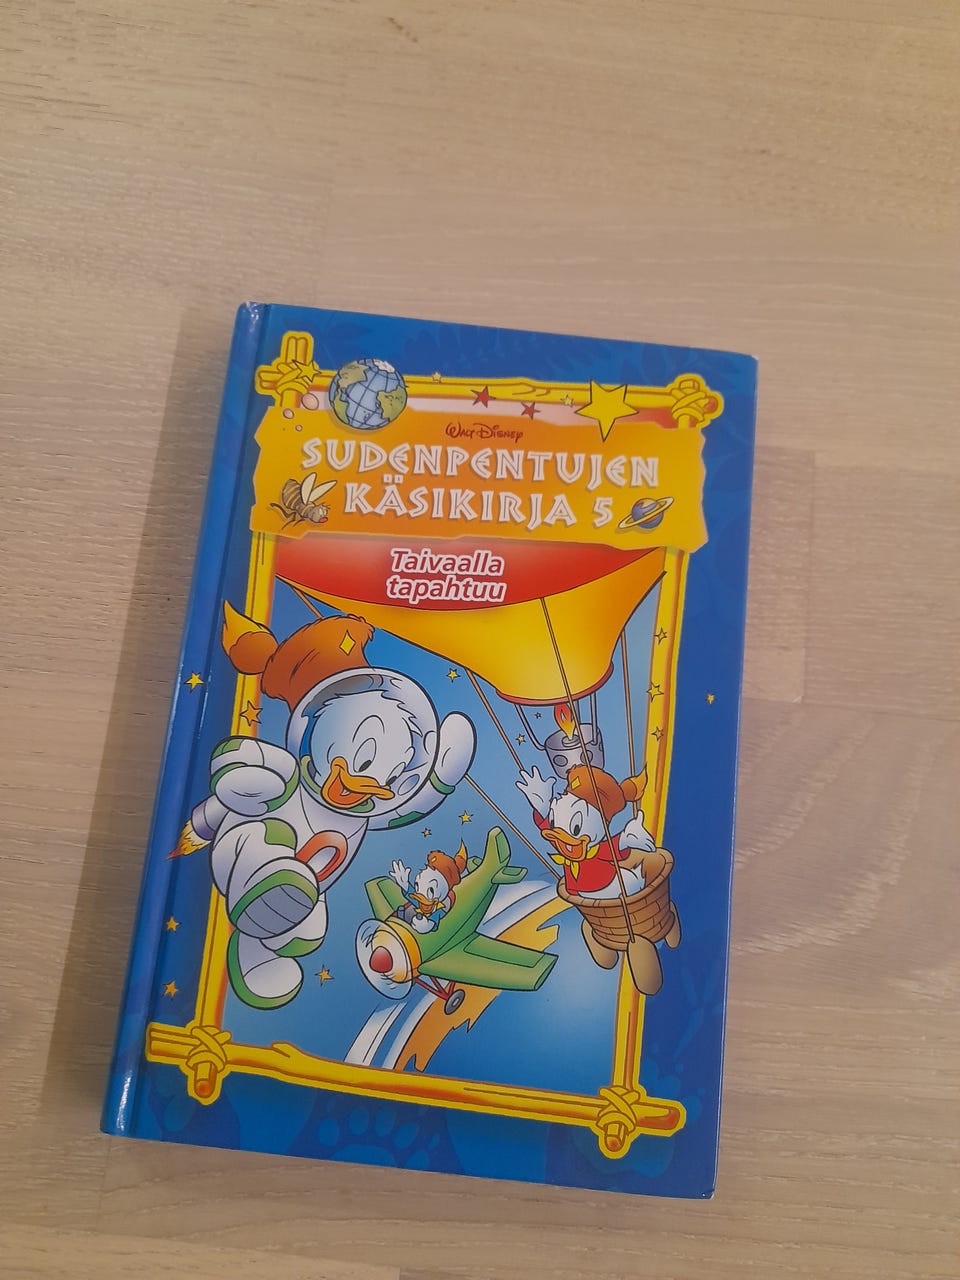 Walt Disney
SUDENPENTUJEN
KÄSIKIRJA 5
Taivaalla
tapahtuu